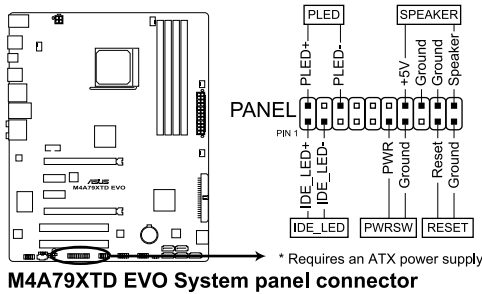 PLED
SPEAKER
PLED+
PLED-
+5V
Ground
Ground
Speaker
PANEL
PIN 1
IDE_LED+
IDE_LED-
PWR
Ground
Reset
Ground
IDE_LED
PWRSW
RESET
ASUS
M4A79XTD EVO
* Requires an ATX power supply
M4A79XTD EVO System panel connector